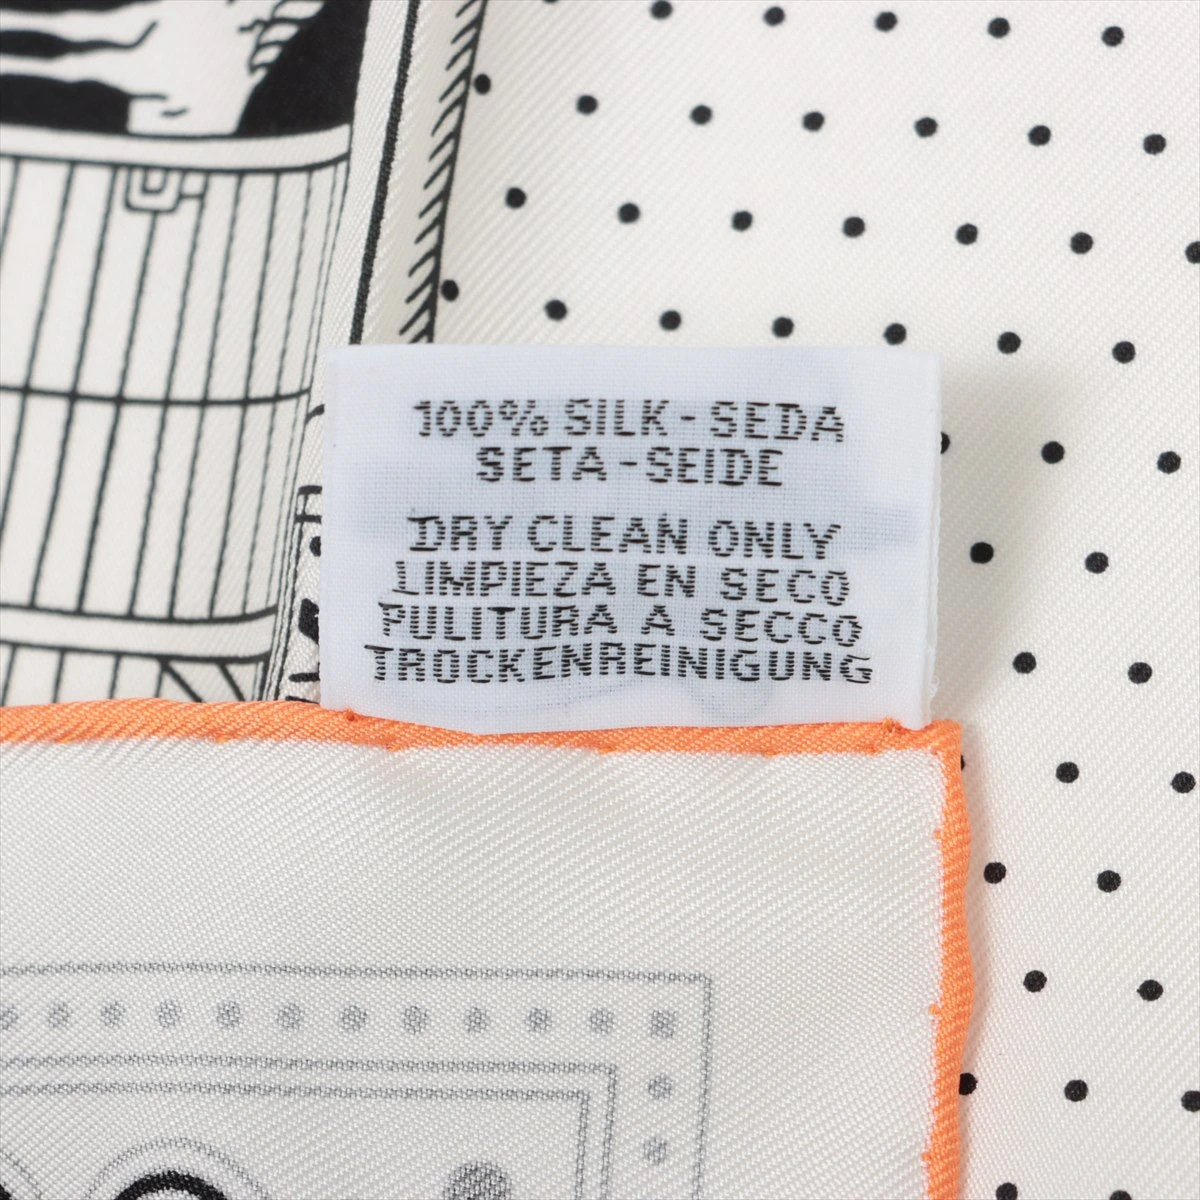 100% SILK-SEDA
SETA-SEIDE
DRY CLEAN ONLY
LIMPIEZA EN SECO
PULITURA A SECCO
TROCKENREINIGUNG